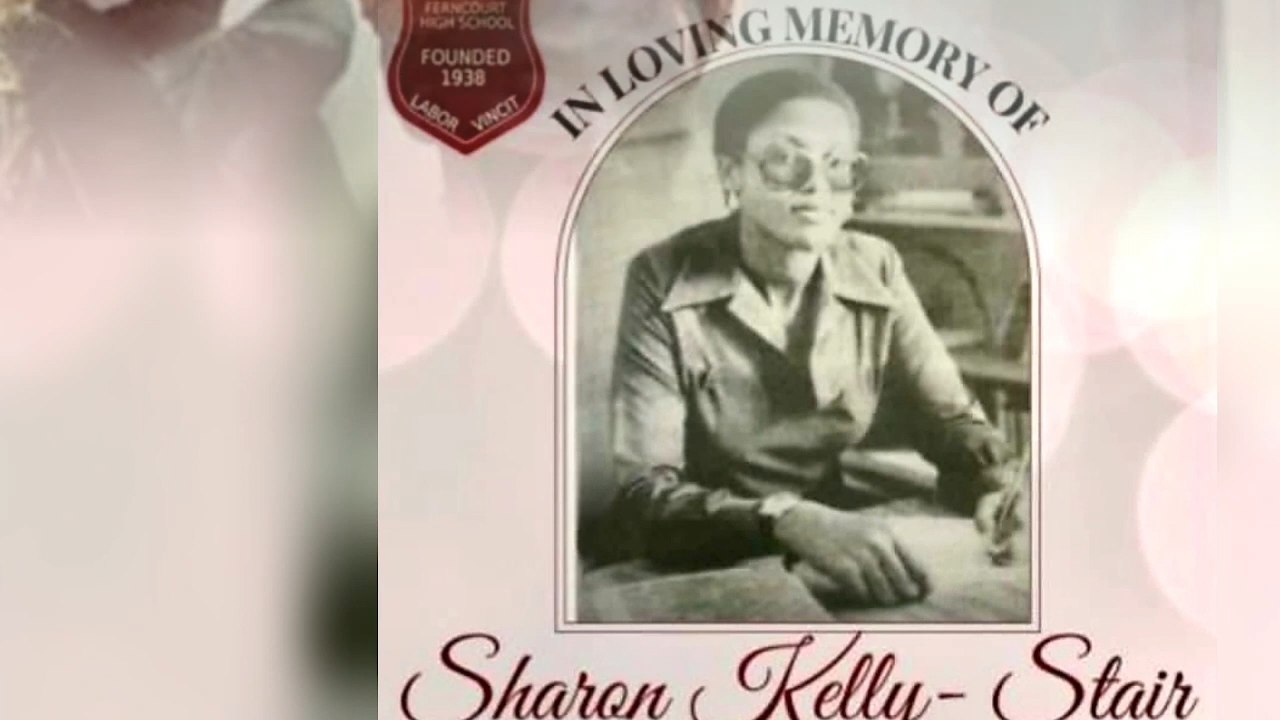 FERNCOURT
HIGH SCHOOL
FOUNDED
1938
LABOR VINCIT
IN LOVING MEMORY OF
Sharon Kelly- Stair